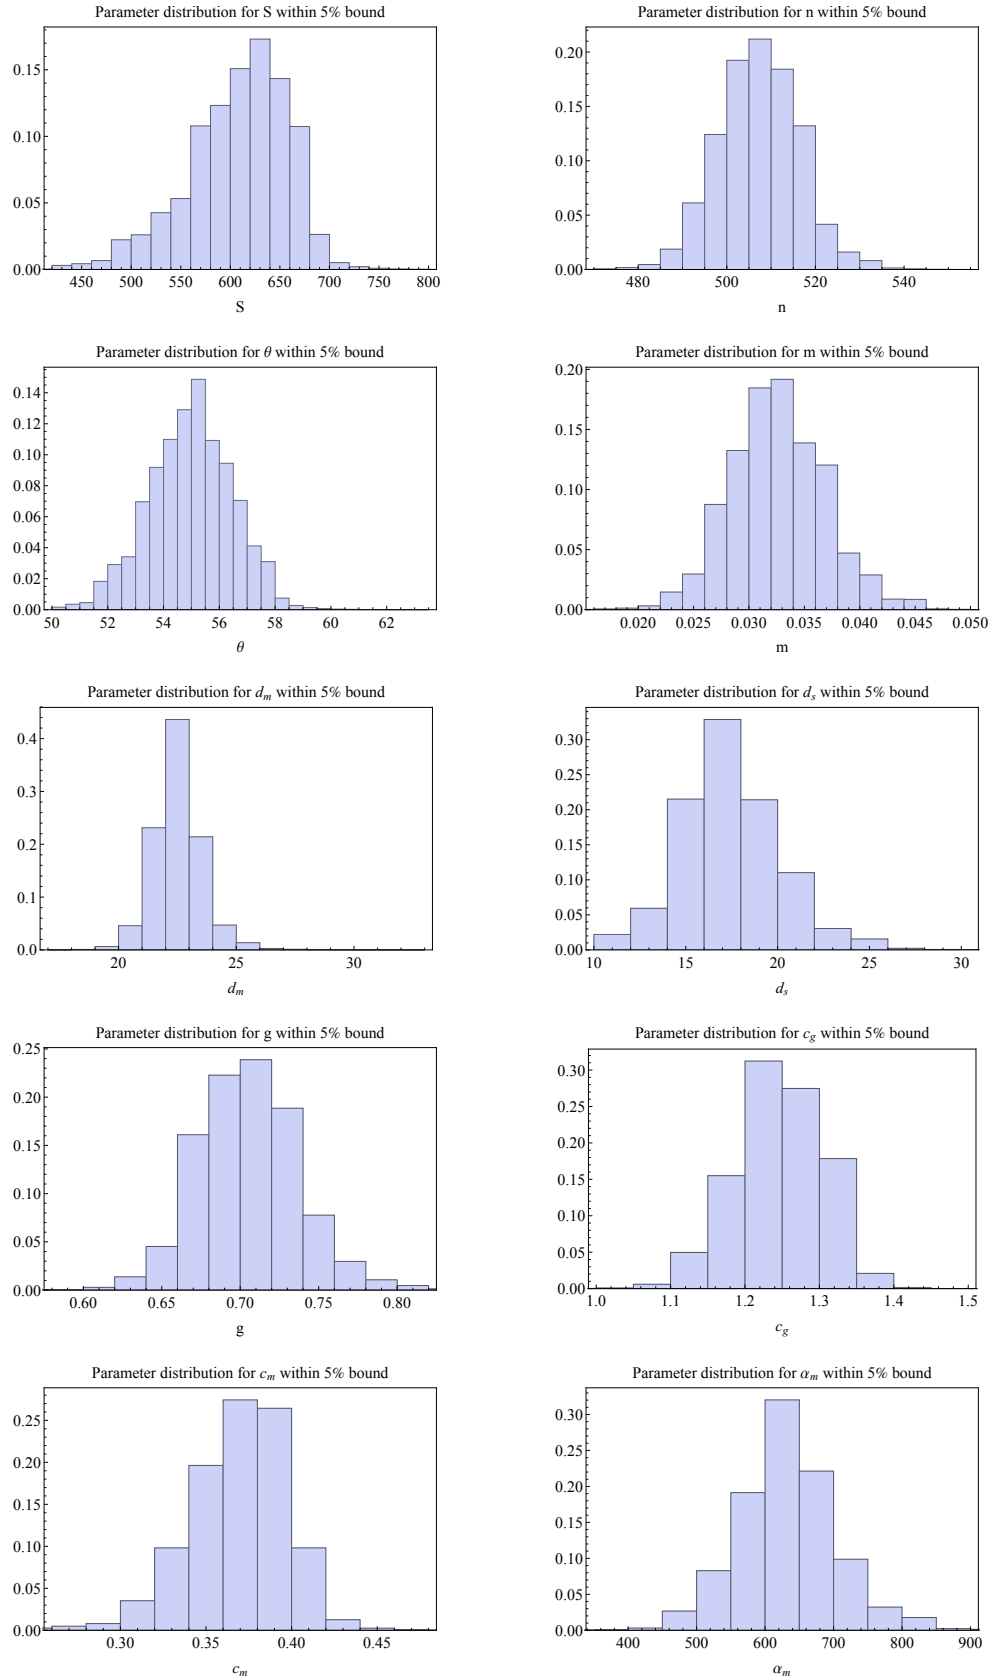 Parameter distribution for S within 5% bound
0.15
0.10
0.05
0.00
450 500 550 600 650 700 750 800
S
Parameter distribution for n within 5% bound
0.20
0.15
0.10
0.05
0.00
480 500 520 540
n
Parameter distribution for θ within 5% bound
0.14
0.12
0.10
0.08
0.06
0.04
0.02
0.00
50 52 54 56 58 60 62
θ
Parameter distribution for m within 5% bound
0.20
0.15
0.10
0.05
0.00
0.020 0.025 0.030 0.035 0.040 0.045 0.050
m
Parameter distribution for dₘ within 5% bound
0.4
0.3
0.2
0.1
0.0
20 25 30
dₘ
Parameter distribution for dₛ within 5% bound
0.30
0.25
0.20
0.15
0.10
0.05
0.00
10 15 20 25 30
dₛ
Parameter distribution for g within 5% bound
0.25
0.20
0.15
0.10
0.05
0.00
0.60 0.65 0.70 0.75 0.80
g
Parameter distribution for c_g within 5% bound
0.30
0.25
0.20
0.15
0.10
0.05
0.00
1.0 1.1 1.2 1.3 1.4 1.5
c_g
Parameter distribution for cₘ within 5% bound
0.25
0.20
0.15
0.10
0.05
0.00
0.30 0.35 0.40 0.45
cₘ
Parameter distribution for αₘ within 5% bound
0.30
0.25
0.20
0.15
0.10
0.05
0.00
400 500 600 700 800 900
αₘ